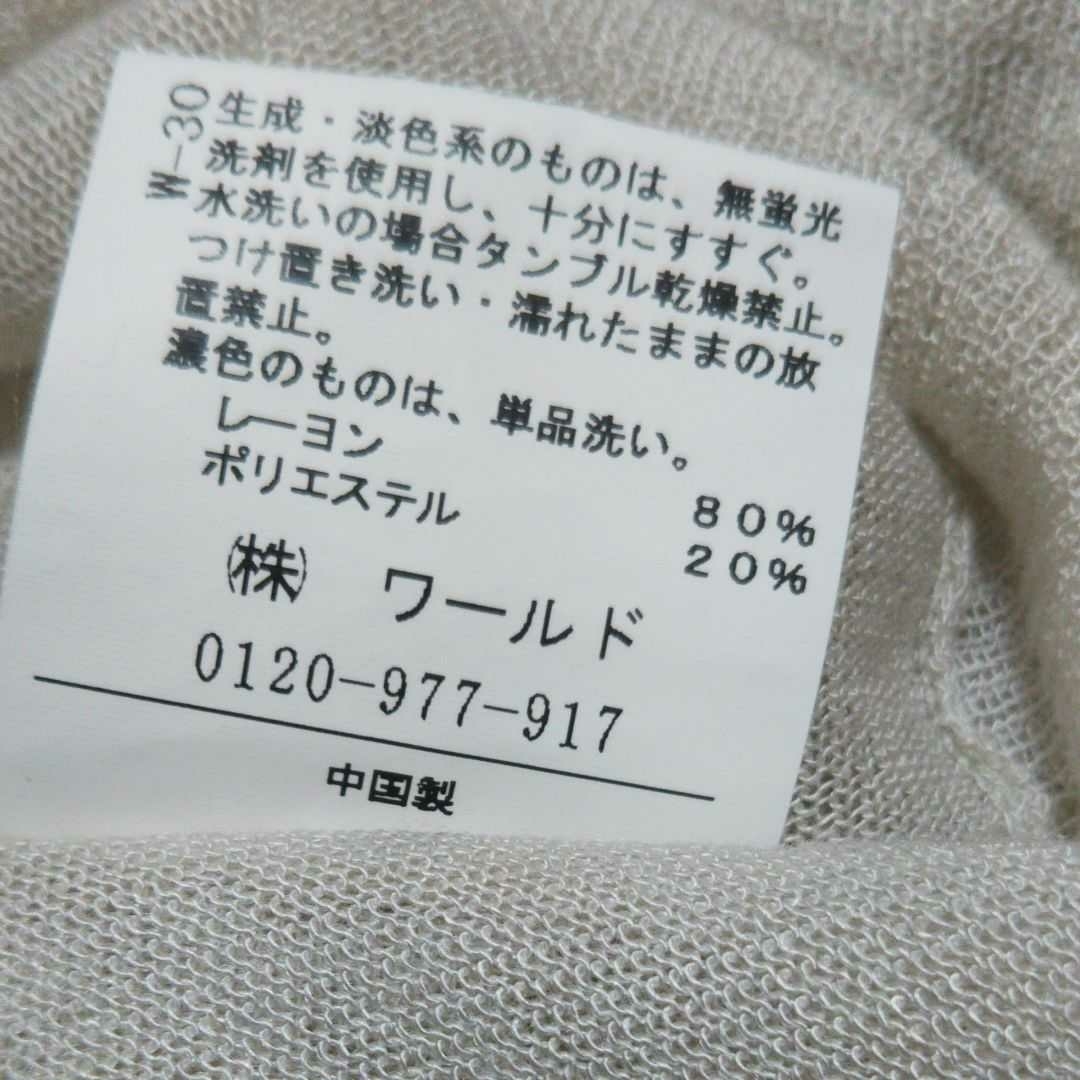 W-30
生成・淡色系のものは、無蛍光
洗剤を使用し、十分にすすぐ。
水洗いの場合タンブル乾燥禁止。
つけ置き洗い・濡れたままの放
置禁止。
濃色のものは、単品洗い。
レーヨン 80%
ポリエステル 20%
(株) ワールド
0120-977-917
中国製